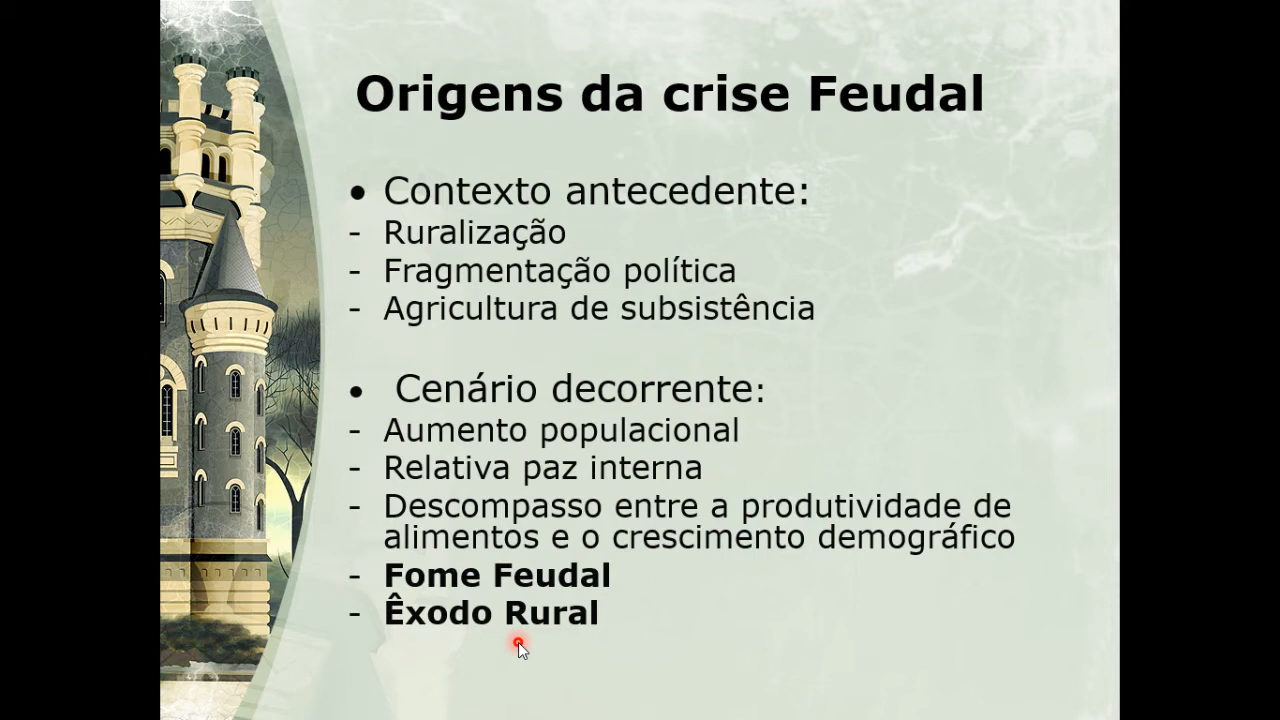 Origens da crise Feudal
• Contexto antecedente:
- Ruralização
- Fragmentação política
- Agricultura de subsistência
• Cenário decorrente:
- Aumento populacional
- Relativa paz interna
- Descompasso entre a produtividade de
alimentos e o crescimento demográfico
- Fome Feudal
- Êxodo Rural